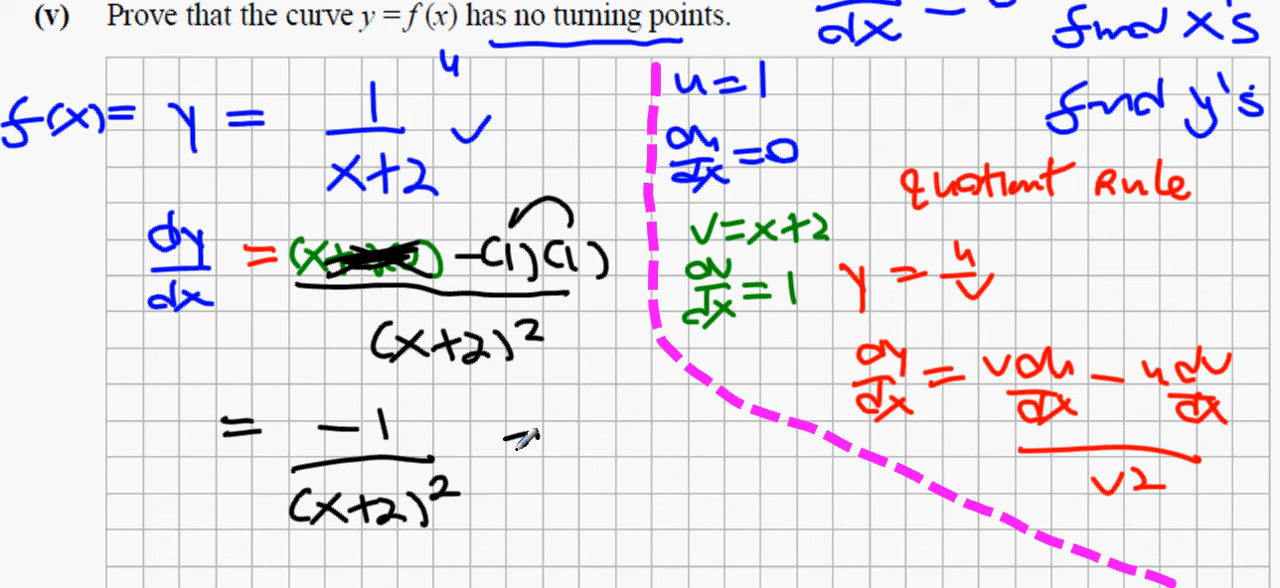 (v) Prove that the curve y = f(x) has no turning points.
dy/dx =
find x's
find y's
f(x) = y = 1/(x+2)
u
v
dy/dx = (x ) - (1)(1) / (x+2)²
= -1/(x+2)²
u = 1
du/dx = 0
v = x+2
dv/dx = 1
quotient Rule
y = u/v
dy/dx = (v du/dx - u dv/dx) / v2